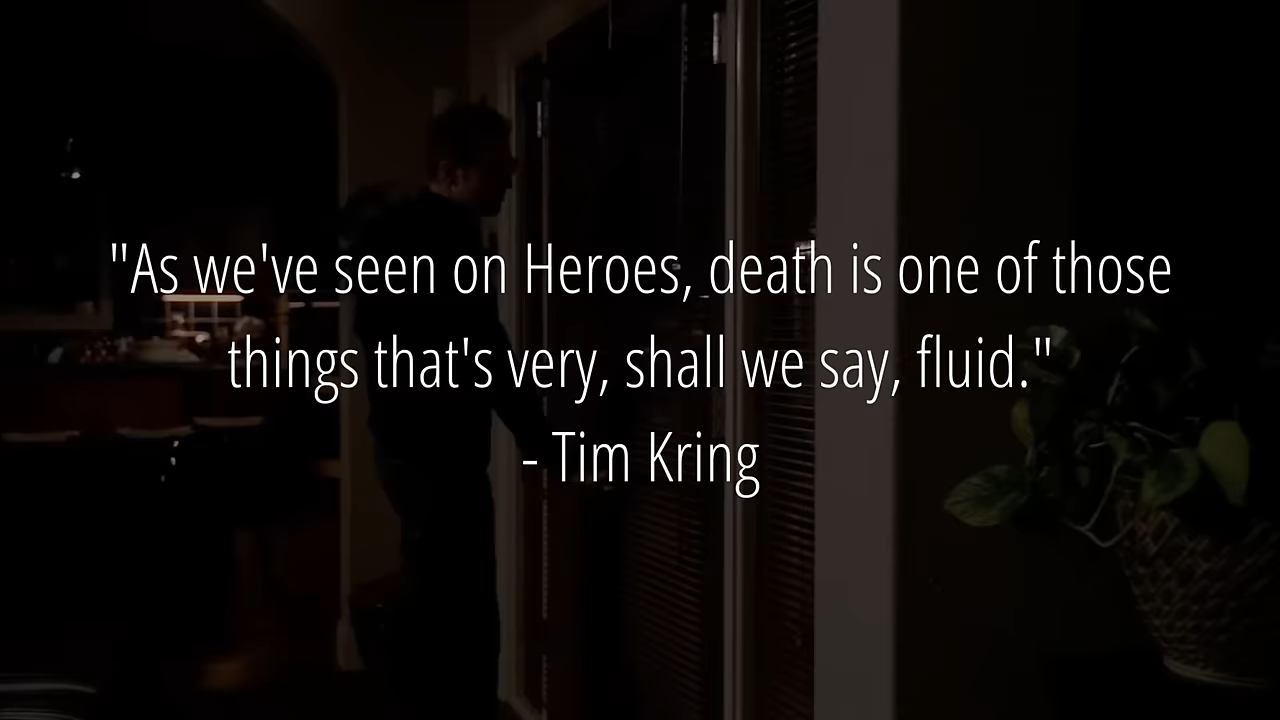 "As we've seen on Heroes, death is one of those
things that's very, shall we say, fluid."
- Tim Kring